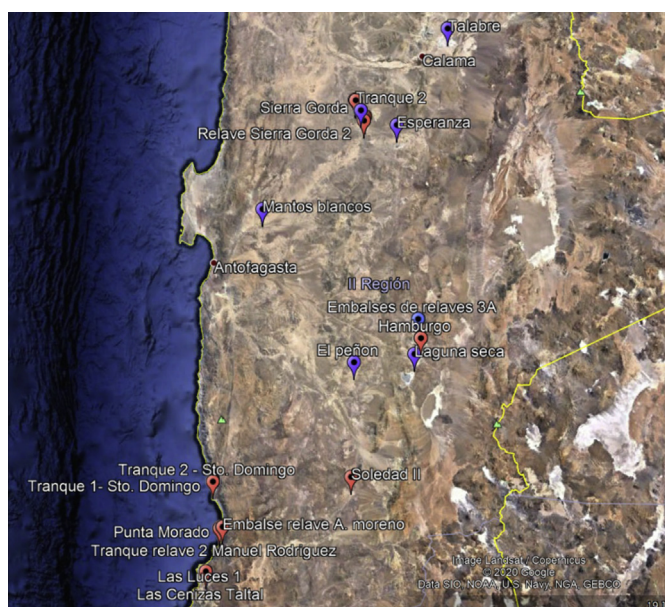 Talabre
Calama
Tranque 2
Sierra Gorda
Relave Sierra Gorda 2
Esperanza
Mantos blancos
Antofagasta
II Región
Embalses de relaves 3A
Hamburgo
El peñon
Laguna seca
Tranque 2 - Sto. Domingo
Tranque 1- Sto. Domingo
Soledad II
Embalse relave A. moreno
Punta Morado
Tranque relave 2 Manuel Rodriguez
Las Luces 1
Las Cenizas Taltal
Image Landsat / Copernicus
© 2020 Google
Data SIO, NOAA, U.S. Navy, NGA, GEBCO